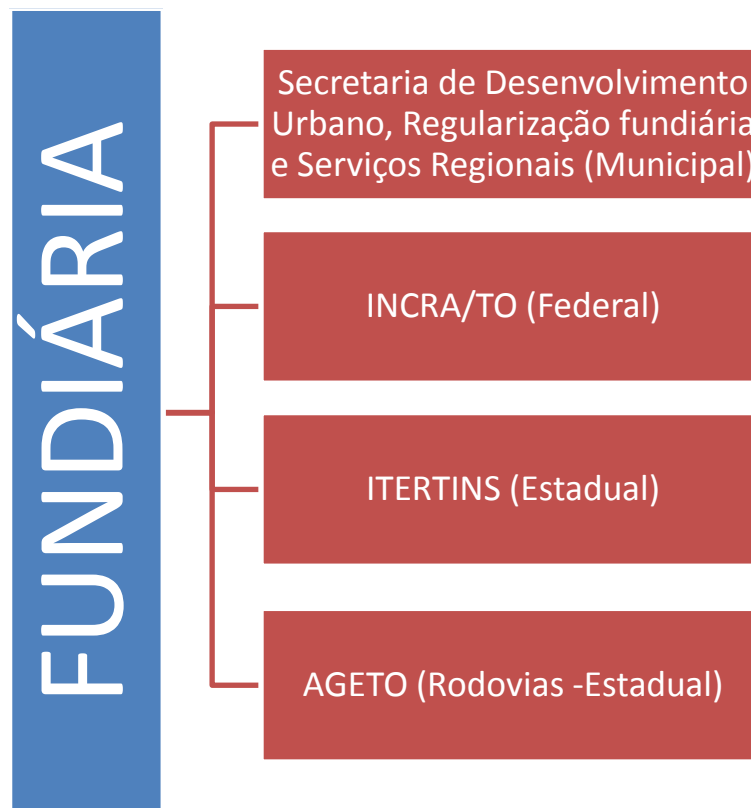 FUNDIÁRIA
Secretaria de Desenvolvimento
Urbano, Regularização fundiária
e Serviços Regionais (Municipal)
INCRA/TO (Federal)
ITERTINS (Estadual)
AGETO (Rodovias -Estadual)